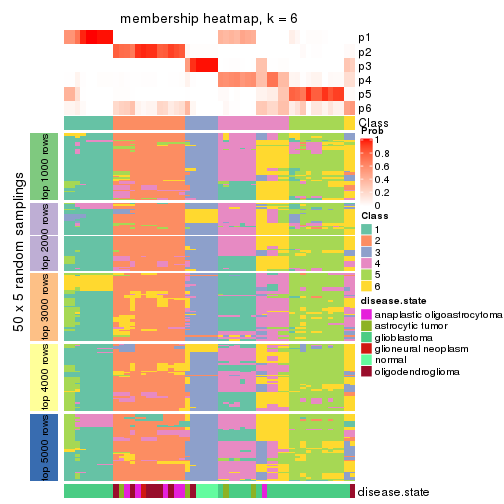 membership heatmap, k = 6
p1
p2
p3
p4
p5
p6
Class
50 x 5 random samplings
top 1000 rows
top 2000 rows
top 3000 rows
top 4000 rows
top 5000 rows
Prob
1
0.8
0.6
0.4
0.2
0
Class
1
2
3
4
5
6
disease.state
anaplastic oligoastrocytoma
astrocytic tumor
glioblastoma
glioneural neoplasm
normal
oligodendroglioma
disease.state